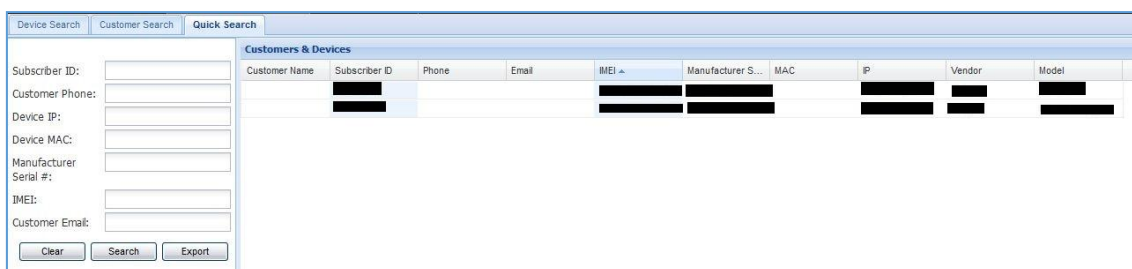 Device Search Customer Search Quick Search
Customers & Devices
Customer Name Subscriber ID Phone Email IMEI Manufacturer S... MAC IP Vendor Model
Subscriber ID:
Customer Phone:
Device IP:
Device MAC:
Manufacturer
Serial #:
IMEI:
Customer Email:
Clear Search Export